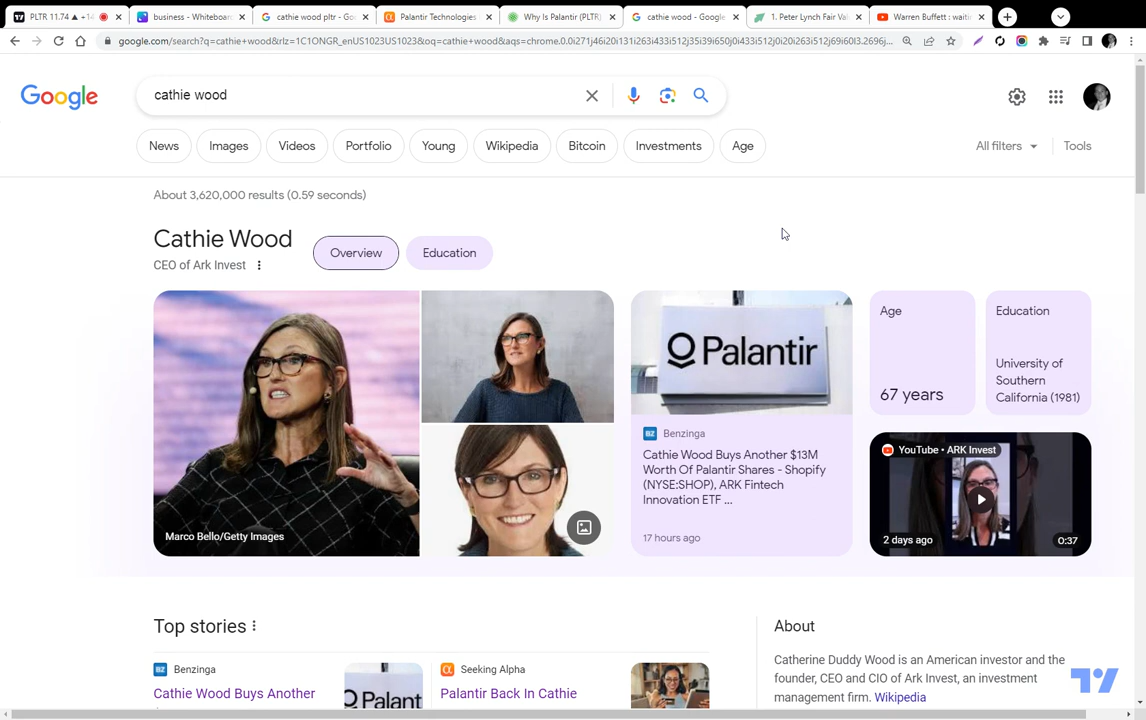 PLTR 11.74 ▲ +14
business - Whiteboard
cathie wood pltr - Go
Palantir Technologies
Why Is Palantir (PLTR)
cathie wood - Google
1. Peter Lynch Fair Val
Warren Buffett : waiti
google.com/search?q=cathie+wood&rlz=1C1ONGR_enUS1023US1023&oq=cathie+wood&aqs=chrome.0.0i271j46i20i131i263i433i512j35i39i650j0i433i512j0i20i263i512j69i60l3.2696j...
Google
cathie wood
News
Images
Videos
Portfolio
Young
Wikipedia
Bitcoin
Investments
Age
All filters
Tools
About 3,620,000 results (0.59 seconds)
Cathie Wood
CEO of Ark Invest
Overview
Education
Marco Bello/Getty Images
Palantir
Benzinga
Cathie Wood Buys Another $13M
Worth Of Palantir Shares - Shopify
(NYSE:SHOP), ARK Fintech
Innovation ETF ...
17 hours ago
Age
67 years
Education
University of
Southern
California (1981)
YouTube • ARK Invest
2 days ago
0:37
Top stories
Benzinga
Cathie Wood Buys Another
Palantir
Seeking Alpha
Palantir Back In Cathie
About
Catherine Duddy Wood is an American investor and the
founder, CEO and CIO of Ark Invest, an investment
management firm. Wikipedia